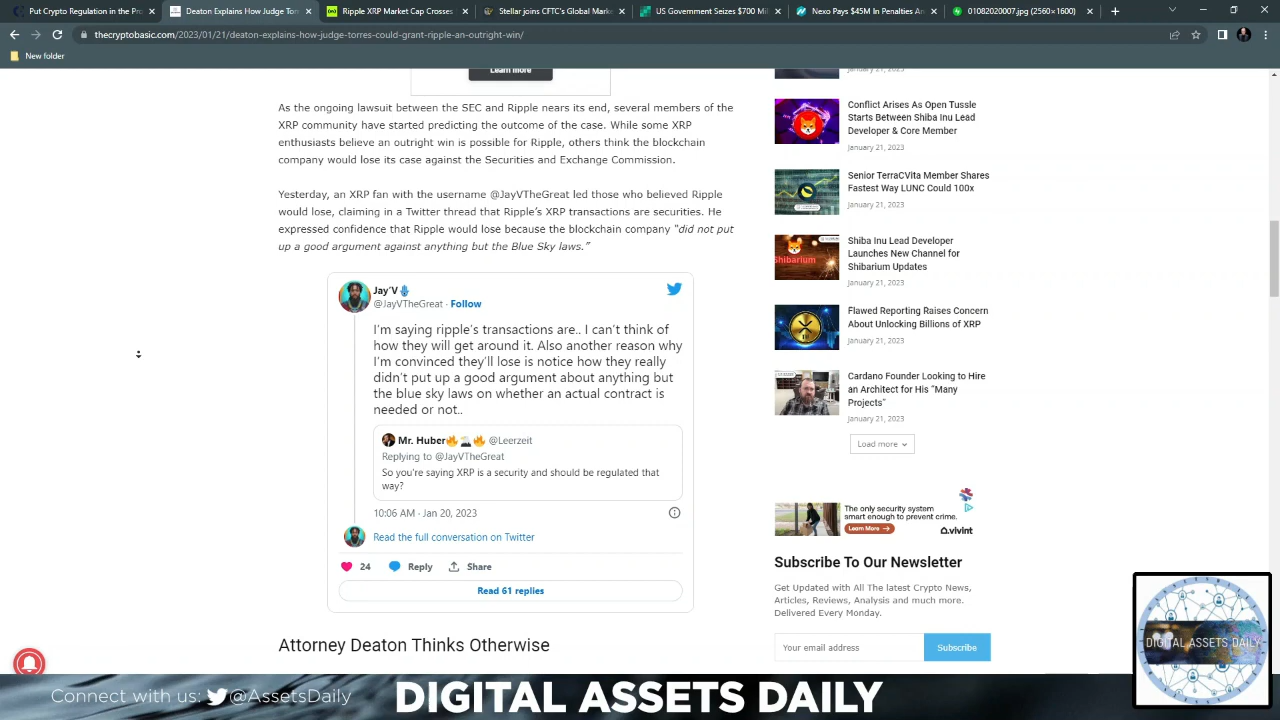 Potential Crypto Regulation in t
Deaton Explains How Judge Torr
Ripple XRP Market Cap Crosses
Stellar Joins CFTC's Global Mark
US Government Seizes $700 Mil
Nexo Pays $45M In Penalties An
01082020007.jpg (2560×1600)
thecryptobasic.com/2023/01/21/deaton-explains-how-judge-torres-could-grant-ripple-an-outright-win/
New folder
Learn more
As the ongoing lawsuit between the SEC and Ripple nears its end, several members of the
XRP community have started predicting the outcome of the case. While some XRP
enthusiasts believe an outright win is possible for Ripple, others think the blockchain
company would lose its case against the Securities and Exchange Commission.
Yesterday, an XRP fan with the username @JayVTheGreat led those who believed Ripple
would lose, claiming in a Twitter thread that Ripple's XRP transactions are securities. He
expressed confidence that Ripple would lose because the blockchain company "did not put
up a good argument against anything but the Blue Sky laws."
Jay'V
@JayVTheGreat · Follow
I'm saying ripple's transactions are.. I can't think of
how they will get around it. Also another reason why
I'm convinced they'll lose is notice how they really
didn't put up a good argument about anything but
the blue sky laws on whether an actual contract is
needed or not..
Mr. Huber @Leerzeit
Replying to @JayVTheGreat
So you're saying XRP is a security and should be regulated that
way?
10:06 AM · Jan 20, 2023
Read the full conversation on Twitter
24 Reply Share
Read 61 replies
Attorney Deaton Thinks Otherwise
January 21, 2023
Conflict Arises As Open Tussle
Starts Between Shiba Inu Lead
Developer & Core Member
January 21, 2023
Senior TerraCVita Member Shares
Fastest Way LUNC Could 100x
January 21, 2023
Shibarium
Shiba Inu Lead Developer
Launches New Channel for
Shibarium Updates
January 21, 2023
Flawed Reporting Raises Concern
About Unlocking Billions of XRP
January 21, 2023
Cardano Founder Looking to Hire
an Architect for His "Many
Projects"
January 21, 2023
Load more
The only security system
smart enough to prevent crime.
Learn More
vivint
Subscribe To Our Newsletter
Get Updated with All The latest Crypto News,
Articles, Reviews, Analysis and much more.
Delivered Every Monday.
Your email address
Subscribe
DIGITAL ASSETS DAILY
Connect with us: @AssetsDaily
DIGITAL ASSETS DAILY